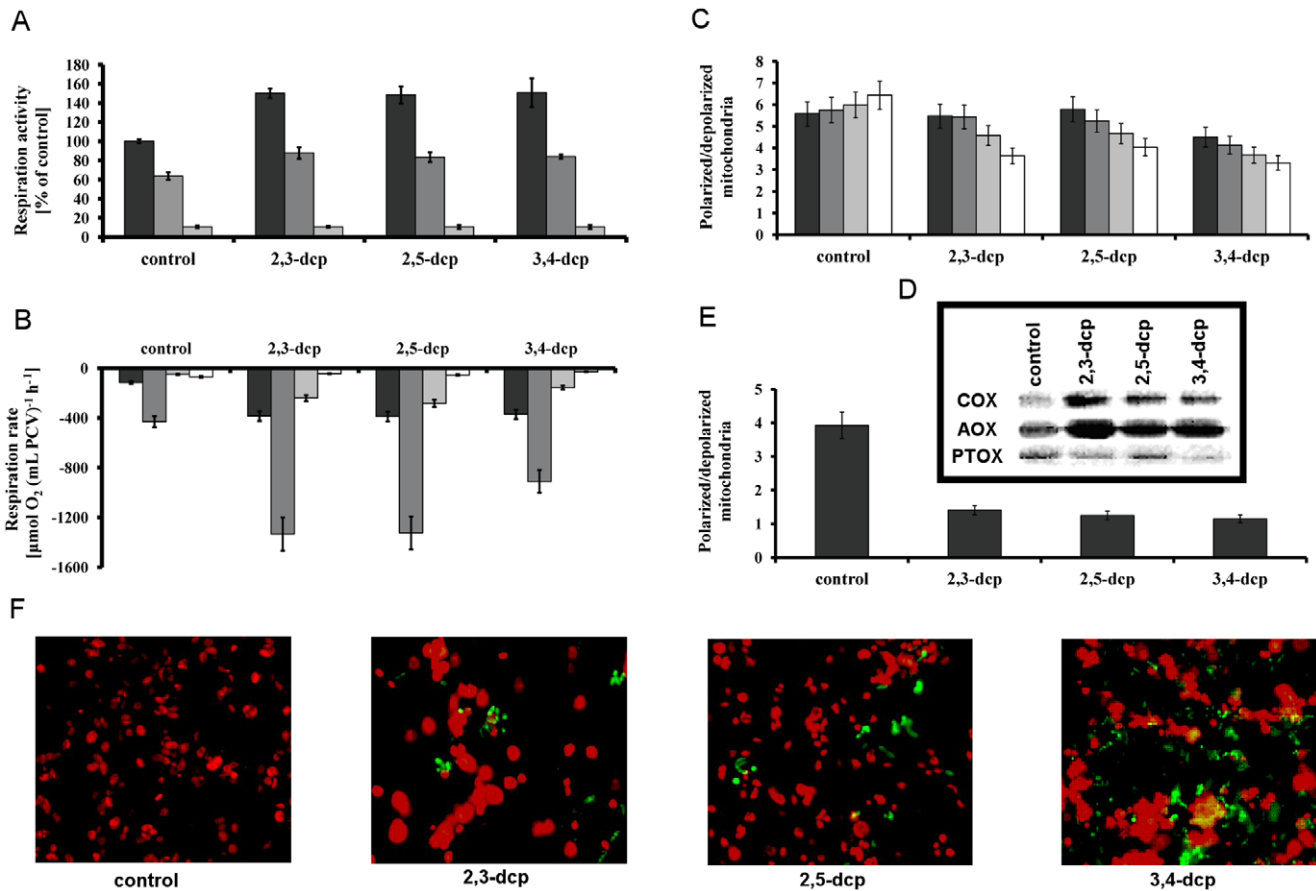 A
Respiration activity
[% of control]
180
160
140
120
100
80
60
40
20
0
control 2,3-dcp 2,5-dcp 3,4-dcp
B
control 2,3-dcp 2,5-dcp 3,4-dcp
Respiration rate
[µmol O₂ (mL PCV)⁻¹ h⁻¹]
0
-400
-800
-1200
-1600
C
Polarized/depolarized
mitochondria
8
7
6
5
4
3
2
1
0
control 2,3-dcp 2,5-dcp 3,4-dcp
D
control
2,3-dcp
2,5-dcp
3,4-dcp
COX
AOX
PTOX
E
Polarized/depolarized
mitochondria
5
4
3
2
1
0
control 2,3-dcp 2,5-dcp 3,4-dcp
F
control 2,3-dcp 2,5-dcp 3,4-dcp